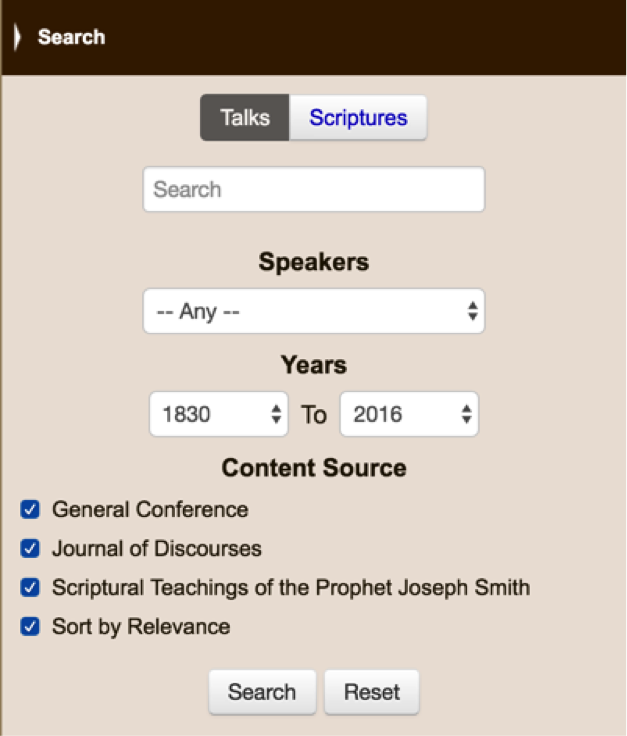 Search
Talks Scriptures
Search
Speakers
-- Any --
Years
1830 To 2016
Content Source
General Conference
Journal of Discourses
Scriptural Teachings of the Prophet Joseph Smith
Sort by Relevance
Search Reset